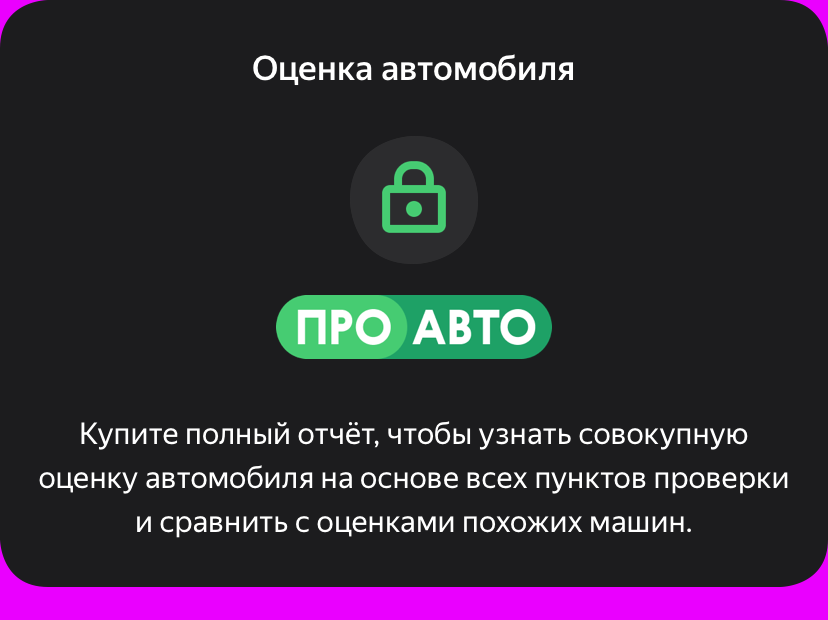 Оценка автомобиля
ПРО АВТО
Купите полный отчёт, чтобы узнать совокупную
оценку автомобиля на основе всех пунктов проверки
и сравнить с оценками похожих машин.